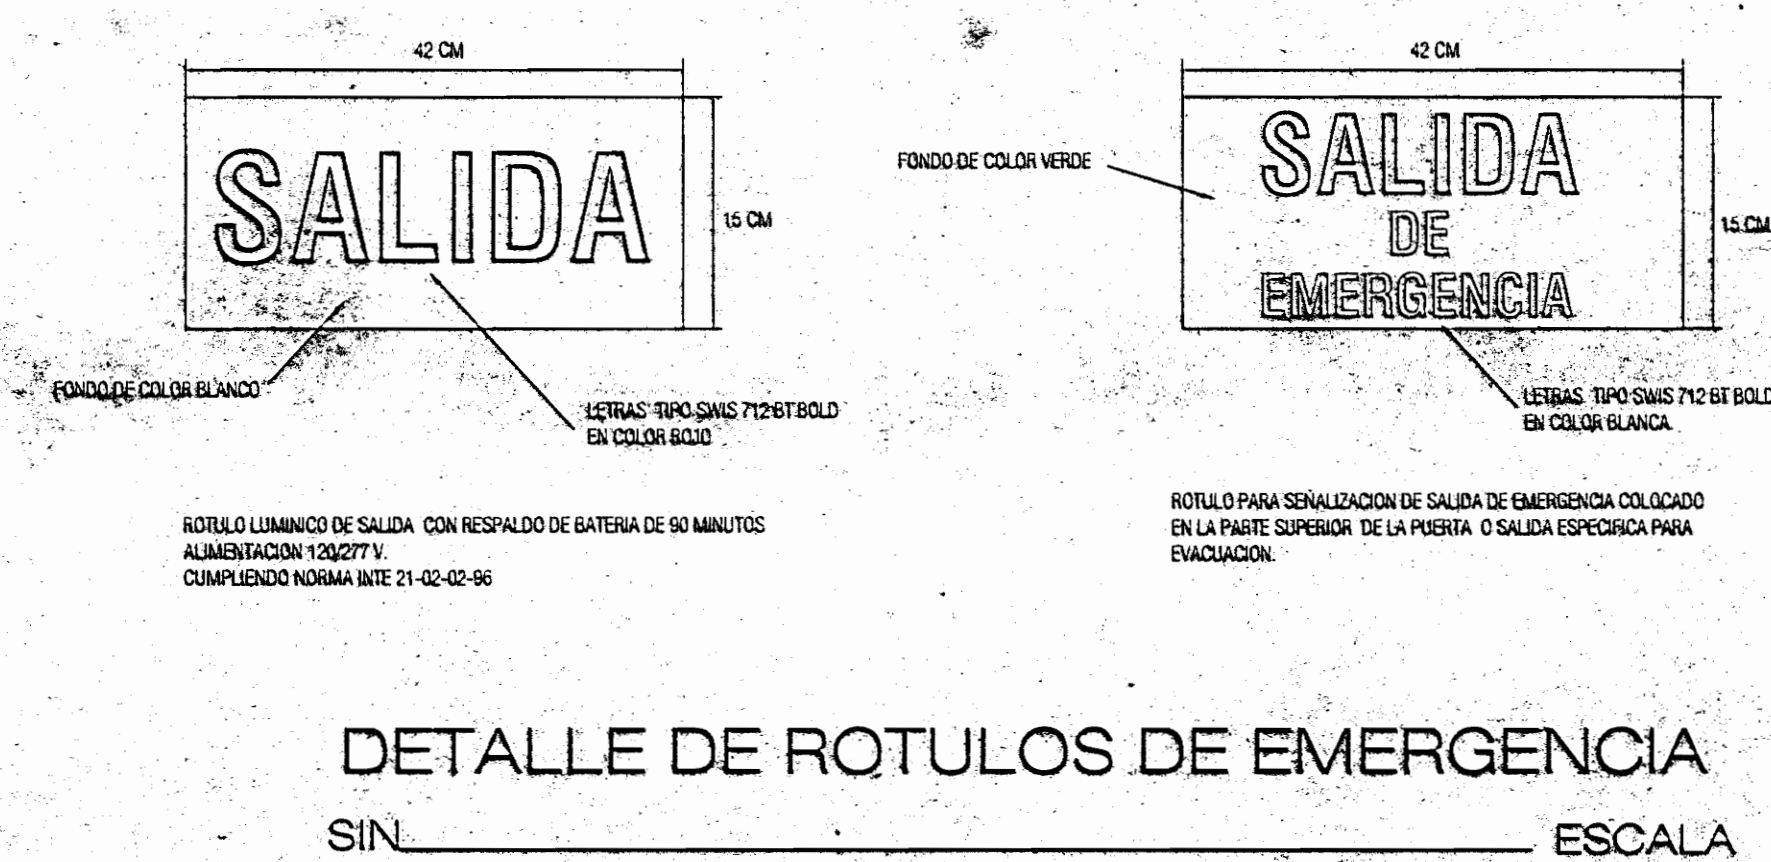 42 CM
SALIDA
15 CM
FONDO DE COLOR BLANCO
LETRAS TIPO SWIS 712 BT BOLD
EN COLOR ROJO
ROTULO LUMINICO DE SALIDA CON RESPALDO DE BATERIA DE 90 MINUTOS
ALIMENTACION 120/277 V.
CUMPLIENDO NORMA INTE 21-02-02-96
42 CM
FONDO DE COLOR VERDE
SALIDA
DE
EMERGENCIA
15 CM
LETRAS TIPO SWIS 712 BT BOLD
EN COLOR BLANCA
ROTULO PARA SEÑALIZACION DE SALIDA DE EMERGENCIA COLOCADO
EN LA PARTE SUPERIOR DE LA PUERTA O SALIDA ESPECIFICA PARA
EVACUACION.
DETALLE DE ROTULOS DE EMERGENCIA
SIN ESCALA